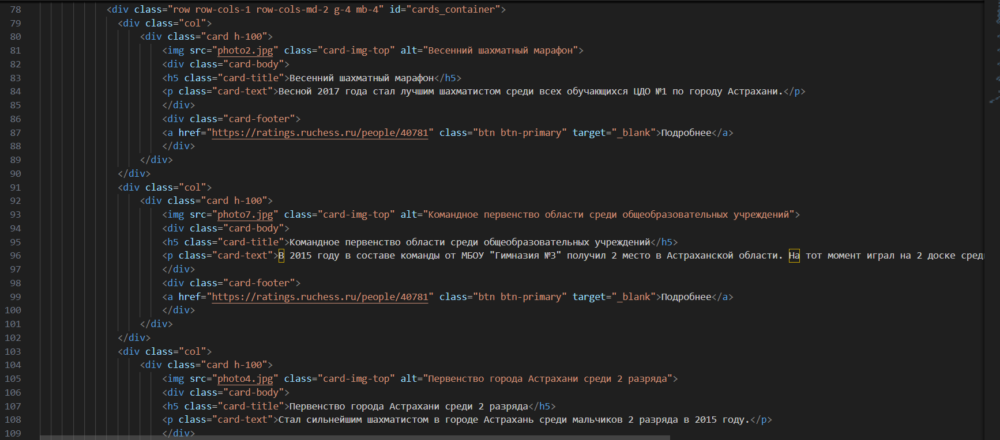 78 <div class="row row-cols-1 row-cols-md-2 g-4 mb-4" id="cards_container">
79 <div class="col">
80 <div class="card h-100">
81 <img src="photo2.jpg" class="card-img-top" alt="Весенний шахматный марафон">
82 <div class="card-body">
83 <h5 class="card-title">Весенний шахматный марафон</h5>
84 <p class="card-text">Весной 2017 года стал лучшим шахматистом среди всех обучающихся ЦДО №1 по городу Астрахани.</p>
85 </div>
86 <div class="card-footer">
87 <a href="https://ratings.ruchess.ru/people/40781" class="btn btn-primary" target="_blank">Подробнее</a>
88 </div>
89 </div>
90 </div>
91 <div class="col">
92 <div class="card h-100">
93 <img src="photo7.jpg" class="card-img-top" alt="Командное первенство области среди общеобразовательных учреждений">
94 <div class="card-body">
95 <h5 class="card-title">Командное первенство области среди общеобразовательных учреждений</h5>
96 <p class="card-text">В 2015 году в составе команды от МБОУ "Гимназия №3" получил 2 место в Астраханской области. На тот момент играл на 2 доске сред
97 </div>
98 <div class="card-footer">
99 <a href="https://ratings.ruchess.ru/people/40781" class="btn btn-primary" target="_blank">Подробнее</a>
100 </div>
101 </div>
102 </div>
103 <div class="col">
104 <div class="card h-100">
105 <img src="photo4.jpg" class="card-img-top" alt="Первенство города Астрахани среди 2 разряда">
106 <div class="card-body">
107 <h5 class="card-title">Первенство города Астрахани среди 2 разряда</h5>
108 <p class="card-text">Стал сильнейшим шахматистом в городе Астрахань среди мальчиков 2 разряда в 2015 году.</p>
109 </div>